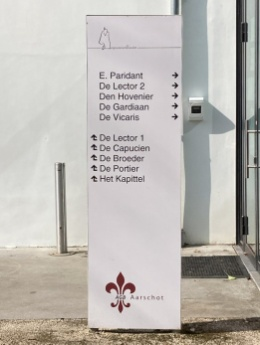 E. Paridant →
De Lector 2 →
Den Hovenier →
De Gardiaan →
De Vicaris →
De Lector 1
De Capucien
De Broeder
De Portier
Het Kapittel
Aarschot